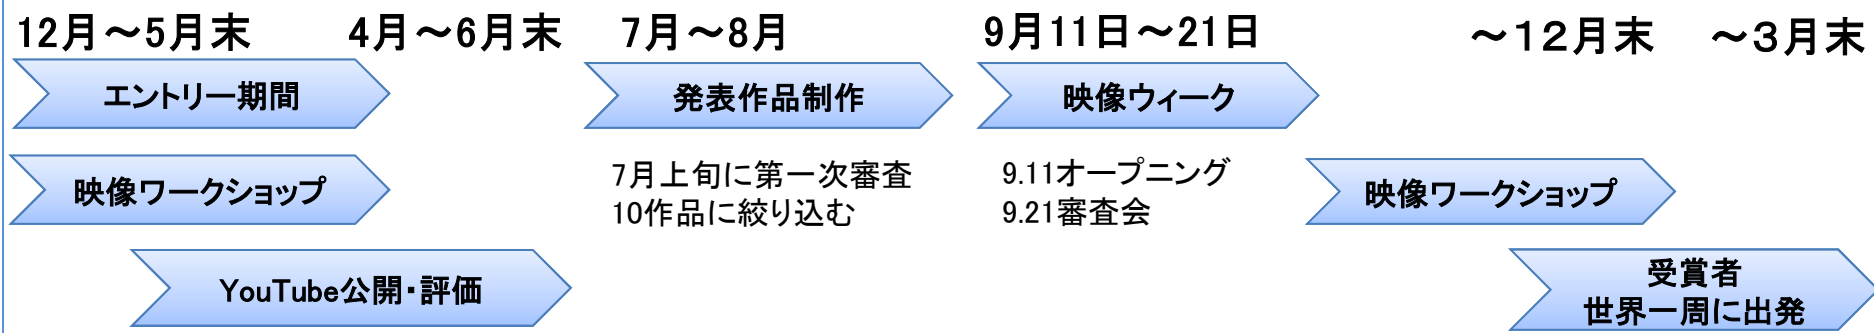 12月～5月末 4月～6月末 7月～8月 9月11日～21日 ～１２月末 ～３月末
エントリー期間 発表作品制作 映像ウィーク
映像ワークショップ
7月上旬に第一次審査
10作品に絞り込む
9.11オープニング
9.21審査会
映像ワークショップ
YouTube公開・評価
受賞者
世界一周に出発